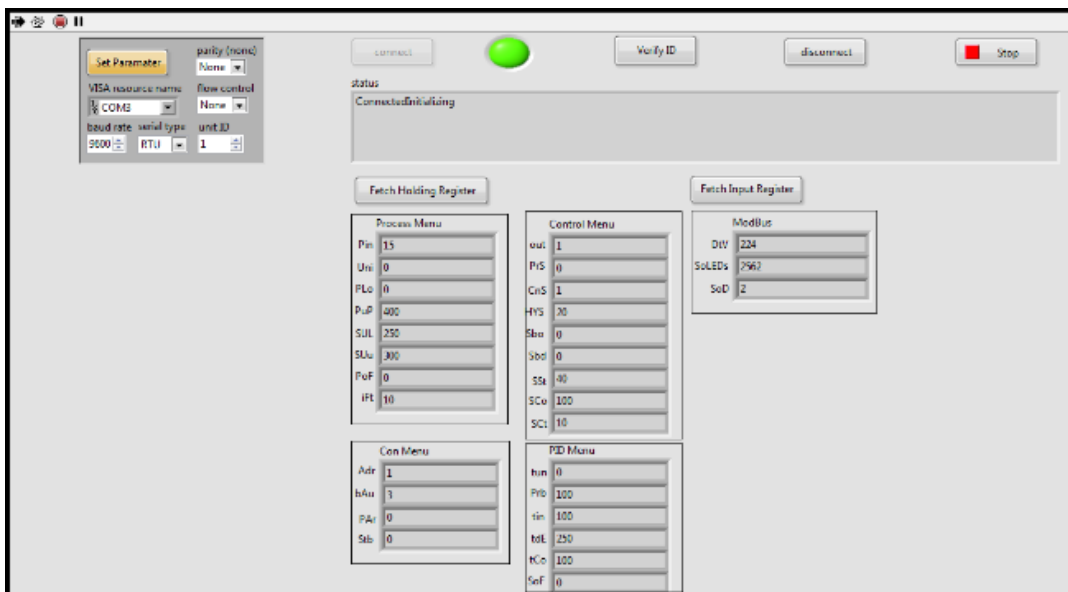 Set Paramater
parity (none)
None
VISA resource name
flow control
COM3
None
baud rate
serial type
unit ID
9600
RTU
1
connect
Verify ID
disconnect
Stop
status
ConnectedInitializing
Fetch Holding Register
Fetch Input Register
Process Menu
Pin 15
Uni 0
PLo 0
PuP 400
SUL 250
SUu 300
PoF 0
iFt 10
Control Menu
out 1
PrS 0
CnS 1
HYS 20
Sbo 0
Sbd 0
SSt 40
SCo 100
SCt 10
ModBus
DtV 224
SoLEDs 2562
SoD 2
Con Menu
Adr 1
bAu 3
PAr 0
Stb 0
PID Menu
tun 0
Prb 100
tin 100
tdE 250
tCo 100
SoF 0